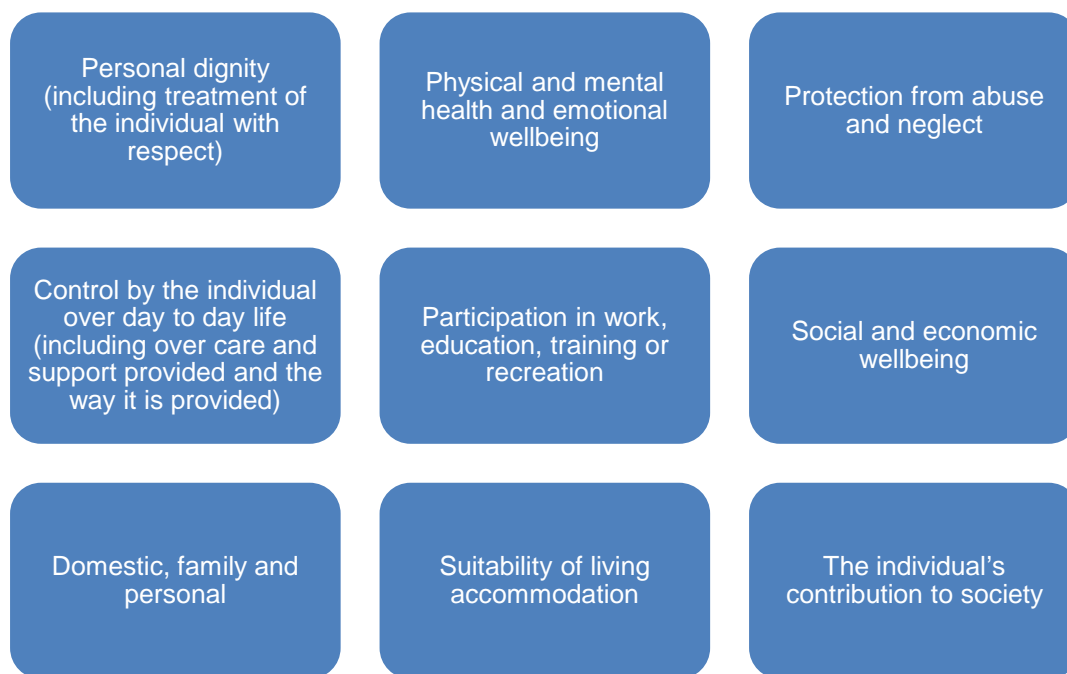 Personal dignity
(including treatment of
the individual with
respect)
Physical and mental
health and emotional
wellbeing
Protection from abuse
and neglect
Control by the individual
over day to day life
(including over care and
support provided and the
way it is provided)
Participation in work,
education, training or
recreation
Social and economic
wellbeing
Domestic, family and
personal
Suitability of living
accommodation
The individual’s
contribution to society